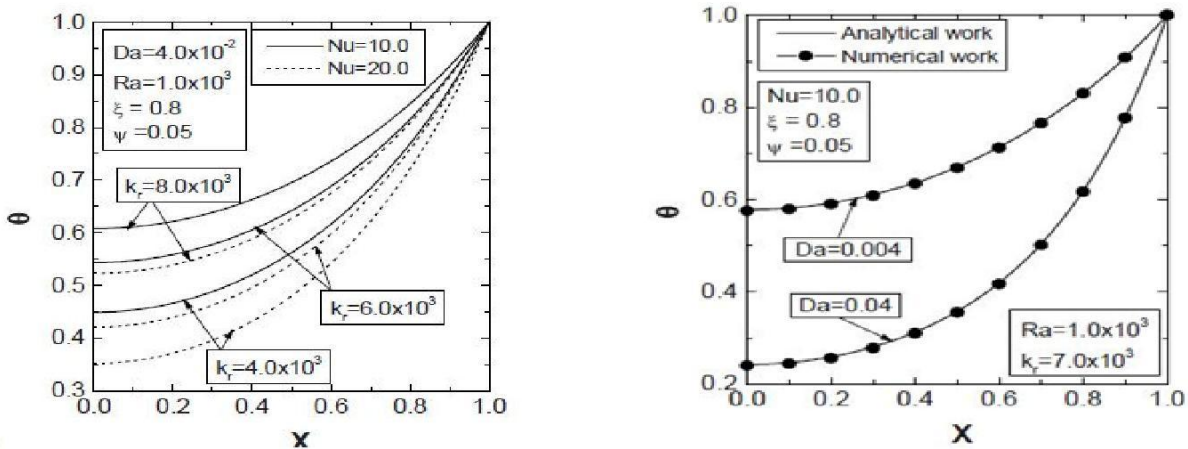 Da=4.0x10⁻²
Ra=1.0x10³
ξ = 0.8
ψ =0.05
Nu=10.0
Nu=20.0
kᵣ=8.0x10³
kᵣ=6.0x10³
kᵣ=4.0x10³
θ
1.0
0.9
0.8
0.7
0.6
0.5
0.4
0.3
0.0 0.2 0.4 0.6 0.8 1.0
X
Analytical work
Numerical work
Nu=10.0
ξ = 0.8
ψ =0.05
Da=0.004
Da=0.04
Ra=1.0x10³
kᵣ=7.0x10³
θ
1.0
0.8
0.6
0.4
0.2
0.0 0.2 0.4 0.6 0.8 1.0
X